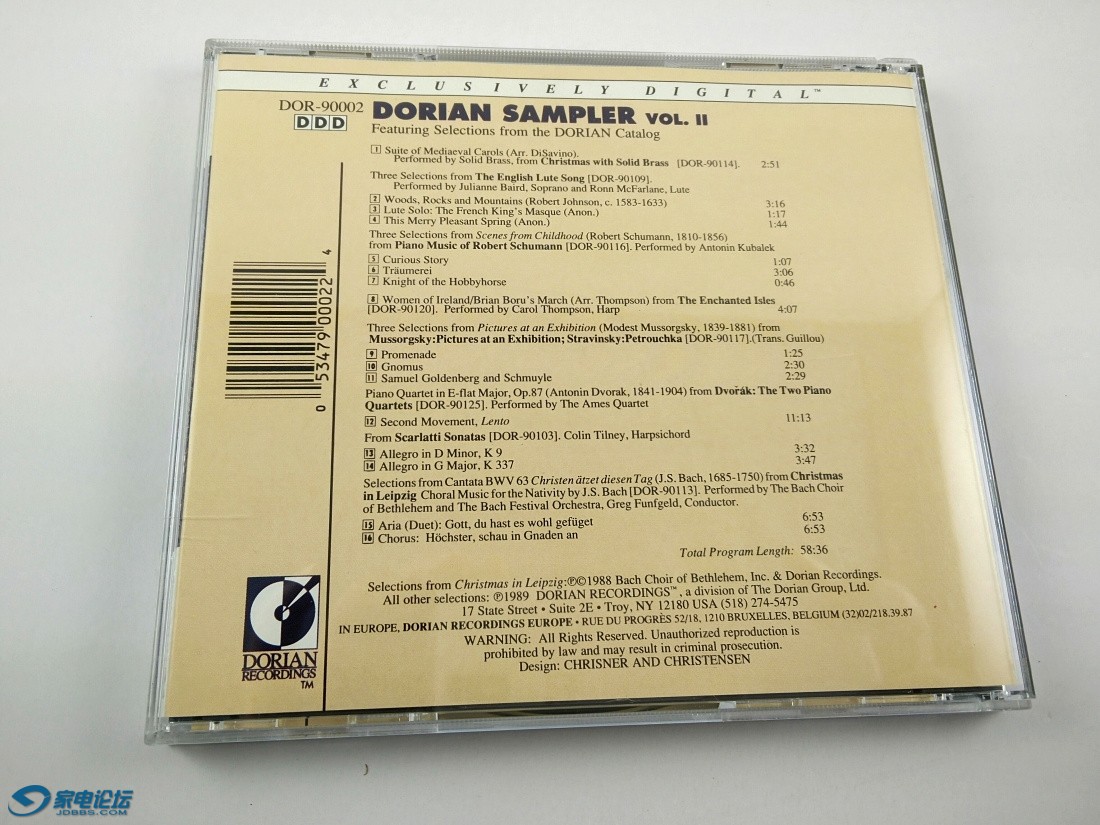 EXCLUSIVELY DIGITAL™
DOR-90002 DORIAN SAMPLER VOL. II
DDD
Featuring Selections from the DORIAN Catalog
1 Suite of Mediaeval Carols (Arr. DiSavino).
Performed by Solid Brass, from Christmas with Solid Brass [DOR-90114]. 2:51
Three Selections from The English Lute Song [DOR-90109].
Performed by Julianne Baird, Soprano and Ronn McFarlane, Lute
2 Woods, Rocks and Mountains (Robert Johnson, c. 1583-1633) 3:16
3 Lute Solo: The French King's Masque (Anon.) 1:17
4 This Merry Pleasant Spring (Anon.) 1:44
Three Selections from Scenes from Childhood (Robert Schumann, 1810-1856)
from Piano Music of Robert Schumann [DOR-90116]. Performed by Antonin Kubalek
5 Curious Story 1:07
6 Träumerei 3:06
7 Knight of the Hobbyhorse 0:46
8 Women of Ireland/Brian Boru's March (Arr. Thompson) from The Enchanted Isles
[DOR-90120]. Performed by Carol Thompson, Harp 4:07
Three Selections from Pictures at an Exhibition (Modest Mussorgsky, 1839-1881) from
Mussorgsky:Pictures at an Exhibition; Stravinsky:Petrouchka [DOR-90117].(Trans. Guillou)
9 Promenade 1:25
10 Gnomus 2:30
11 Samuel Goldenberg and Schmuyle 2:29
Piano Quartet in E-flat Major, Op.87 (Antonin Dvorak, 1841-1904) from Dvořák: The Two Piano
Quartets [DOR-90125]. Performed by The Ames Quartet
12 Second Movement, Lento 11:13
From Scarlatti Sonatas [DOR-90103]. Colin Tilney, Harpsichord
13 Allegro in D Minor, K 9 3:32
14 Allegro in G Major, K 337 3:47
Selections from Cantata BWV 63 Christen ätzet diesen Tag (J.S. Bach, 1685-1750) from Christmas
in Leipzig Choral Music for the Nativity by J.S. Bach [DOR-90113]. Performed by The Bach Choir
of Bethlehem and The Bach Festival Orchestra, Greg Funfgeld, Conductor.
15 Aria (Duet): Gott, du hast es wohl gefüget 6:53
16 Chorus: Höchster, schau in Gnaden an 6:53
Total Program Length: 58:36
Selections from Christmas in Leipzig:℗©1988 Bach Choir of Bethlehem, Inc. & Dorian Recordings.
All other selections: ℗1989 DORIAN RECORDINGS™, a division of The Dorian Group, Ltd.
17 State Street • Suite 2E • Troy, NY 12180 USA (518) 274-5475
IN EUROPE, DORIAN RECORDINGS EUROPE • RUE DU PROGRÈS 52/18, 1210 BRUXELLES, BELGIUM (32)02/218.39.87
WARNING: All Rights Reserved. Unauthorized reproduction is
prohibited by law and may result in criminal prosecution.
Design: CHRISNER AND CHRISTENSEN
0 53479 00022 4
DORIAN
RECORDINGS
TM
家电论坛
JDBBS.COM